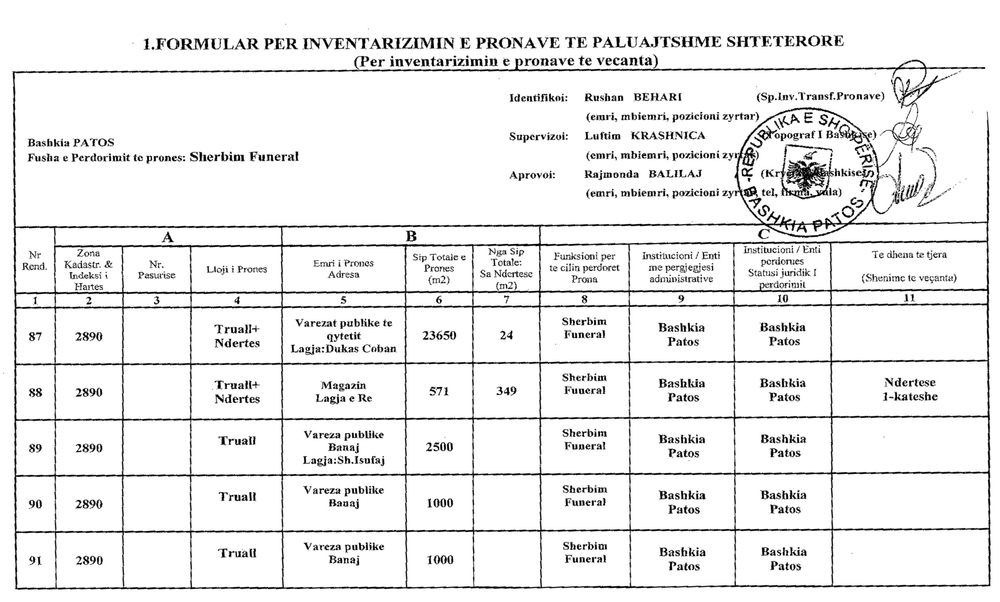 1.FORMULAR PER INVENTARIZIMIN E PRONAVE TE PALUAJTSHME SHTETERORE
(Per inventarizimin e pronave te vecanta)
Identifikoi: Rushan BEHARI (Sp.Inv.Transf.Pronave)
(emri, mbiemri, pozicioni zyrtar)
Supervizoi: Luftim KRASHNICA (Topograf I Bashkise)
(emri, mbiemri, pozicioni zyrtar)
Aprovoi: Rajmonda BALILAJ
(emri, mbiemri, pozicioni zyrtar, tel, firma, vula)
Bashkia PATOS
Fusha e Perdorimit te prones: Sherbim Funeral
REPUBLIKA E SHQIPËRISË
BASHKIA PATOS
A B C
Nr
Rend.
Zona
Kadastr. &
Indeksi i
Hartes
Nr.
Pasurise
Lloji i Prones
Emri i Prones
Adresa
Sip Totale e
Prones
(m2)
Nga Sip
Totale:
Sa Ndertese
(m2)
Funksioni per
te cilin perdoret
Prona
Institucioni / Enti
me pergjegjesi
administrative
Institucioni / Enti
perdorues
Statusi juridik I
perdorimit
Te dhena te tjera
(Shenime te veçanta)
1 2 3 4 5 6 7 8 9 10 11
87
2890
Truall+
Ndertes
Varezat publike te
qytetit
Lagja:Dukas Coban
23650
24
Sherbim
Funeral
Bashkia
Patos
Bashkia
Patos
88
2890
Truall+
Ndertes
Magazin
Lagja e Re
571
349
Sherbim
Funeral
Bashkia
Patos
Bashkia
Patos
Ndertese
1-kateshe
89
2890
Truall
Vareza publike
Banaj
Lagja:Sh.Isufaj
2500
Sherbim
Funeral
Bashkia
Patos
Bashkia
Patos
90
2890
Truall
Vareza publike
Banaj
1000
Sherbim
Funeral
Bashkia
Patos
Bashkia
Patos
91
2890
Truall
Vareza publike
Banaj
1000
Sherbim
Funeral
Bashkia
Patos
Bashkia
Patos